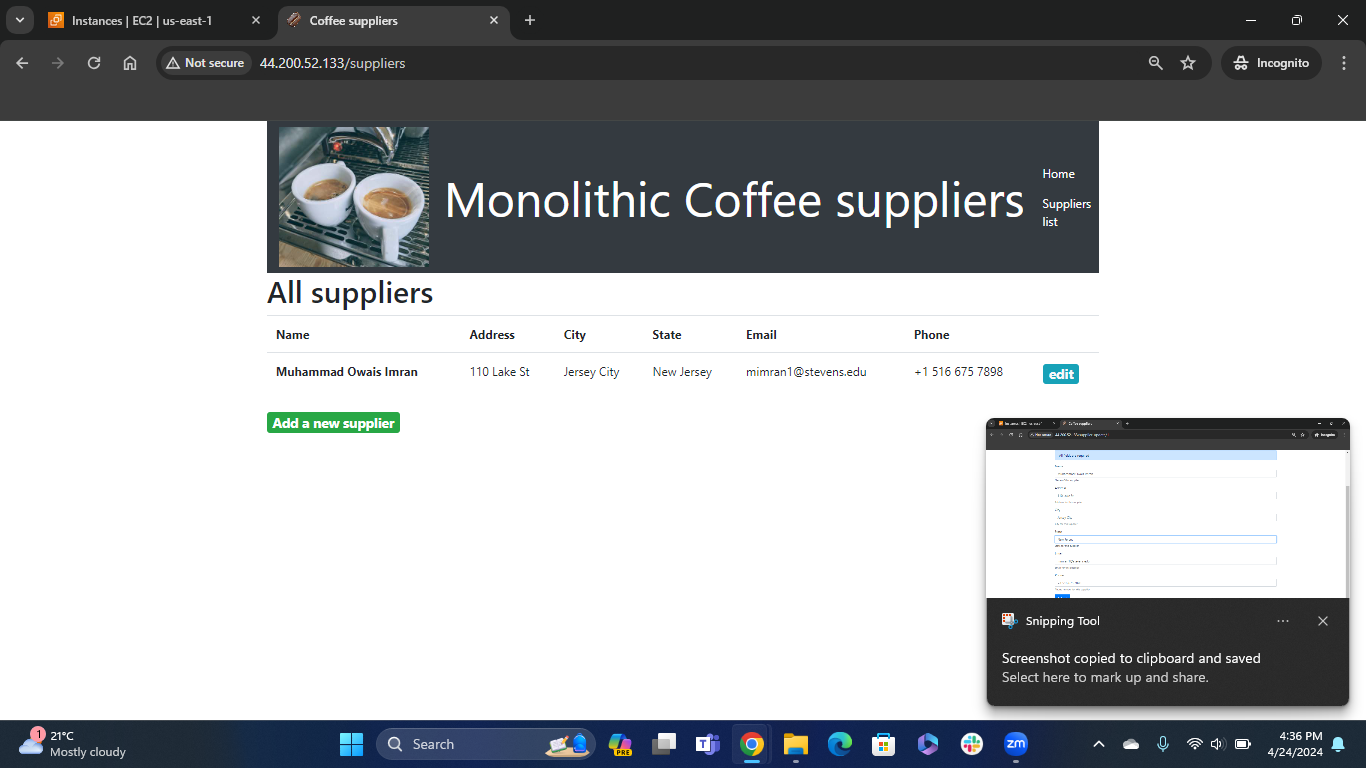 Instances | EC2 | us-east-1
Coffee suppliers
Not secure
44.200.52.133/suppliers
Incognito
Monolithic Coffee suppliers
Home
Suppliers
list
All suppliers
Name Address City State Email Phone
Muhammad Owais Imran 110 Lake St Jersey City New Jersey mimran1@stevens.edu +1 516 675 7898 edit
Add a new supplier
Snipping Tool
Screenshot copied to clipboard and saved
Select here to mark up and share.
1
21°C
Mostly cloudy
Search
PRE
zm
4:36 PM
4/24/2024